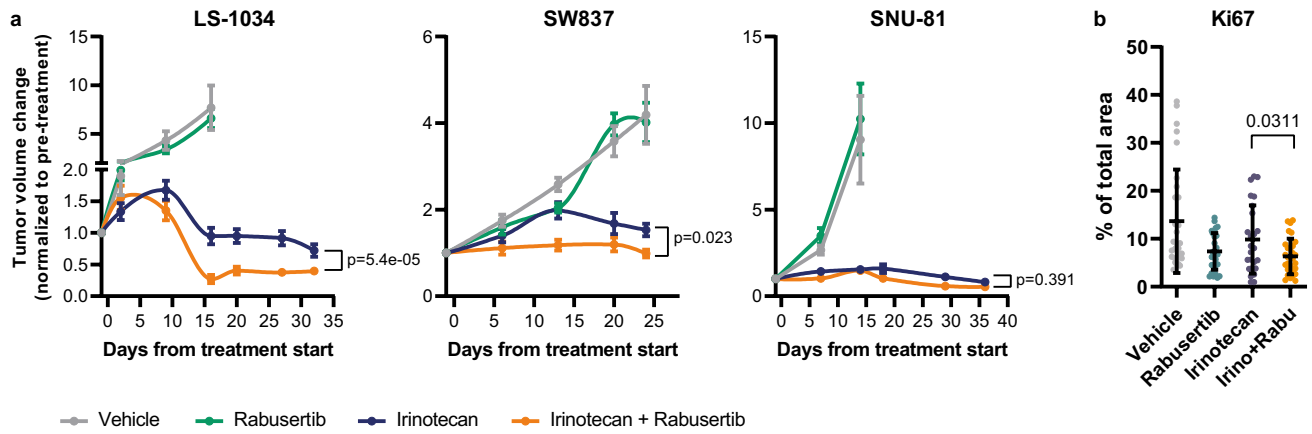 a
LS-1034
SW837
SNU-81
b
Ki67
Tumor volume change
(normalized to pre-treatment)
15
10
5
2.0
1.5
1.0
0.5
0.0
0 5 10 15 20 25 30 35
Days from treatment start
p=5.4e-05
6
4
2
0
0 5 10 15 20 25
Days from treatment start
p=0.023
15
10
5
0
0 5 10 15 20 25 30 35 40
Days from treatment start
p=0.391
% of total area
50
40
30
20
10
0
0.0311
Vehicle
Rabusertib
Irinotecan
Irino+Rabu
Vehicle Rabusertib Irinotecan Irinotecan + Rabusertib